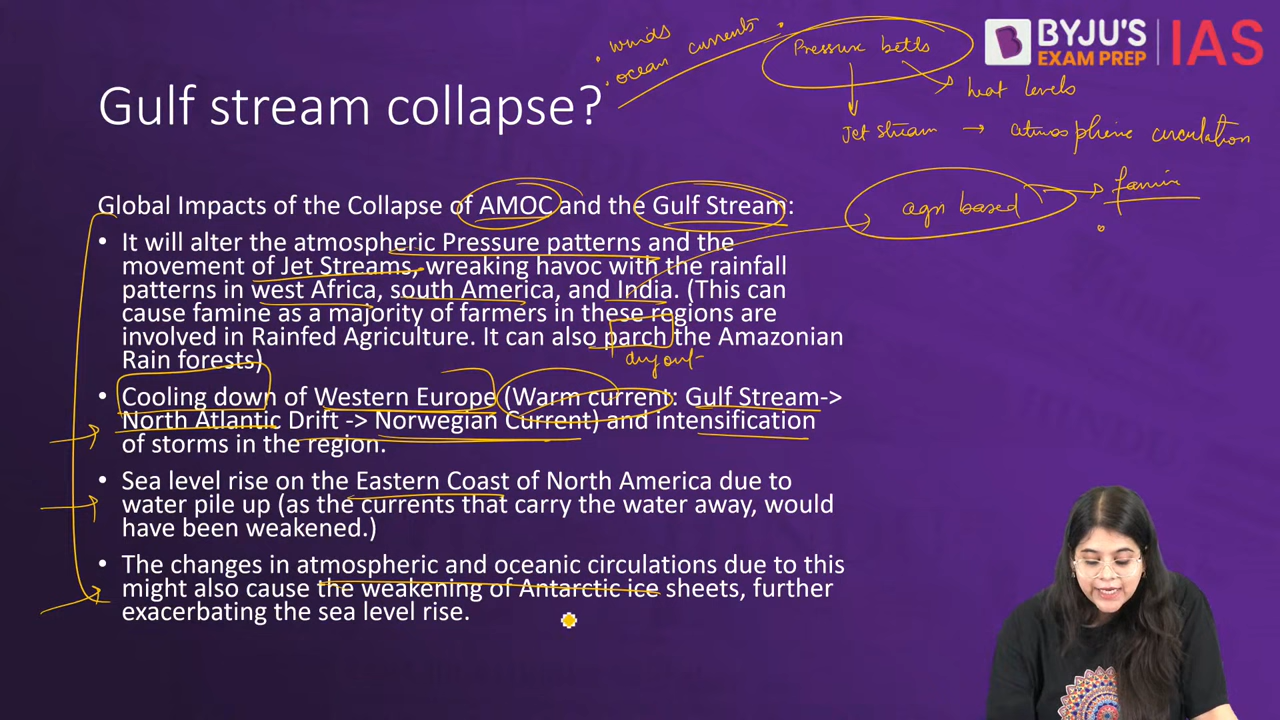 winds
ocean currents
Pressure belts
heat levels
Jet stream → atmospheric circulation
BYJU'S
EXAM PREP
IAS
Gulf stream collapse?
agri based
famine
Global Impacts of the Collapse of AMOC and the Gulf Stream:
• It will alter the atmospheric Pressure patterns and the
movement of Jet Streams, wreaking havoc with the rainfall
patterns in west Africa, south America, and India. (This can
cause famine as a majority of farmers in these regions are
involved in Rainfed Agriculture. It can also parch the Amazonian
dry out
Rain forests)
• Cooling down of Western Europe (Warm current: Gulf Stream->
North Atlantic Drift -> Norwegian Current) and intensification
of storms in the region.
• Sea level rise on the Eastern Coast of North America due to
water pile up (as the currents that carry the water away, would
have been weakened.)
• The changes in atmospheric and oceanic circulations due to this
might also cause the weakening of Antarctic ice sheets, further
exacerbating the sea level rise.